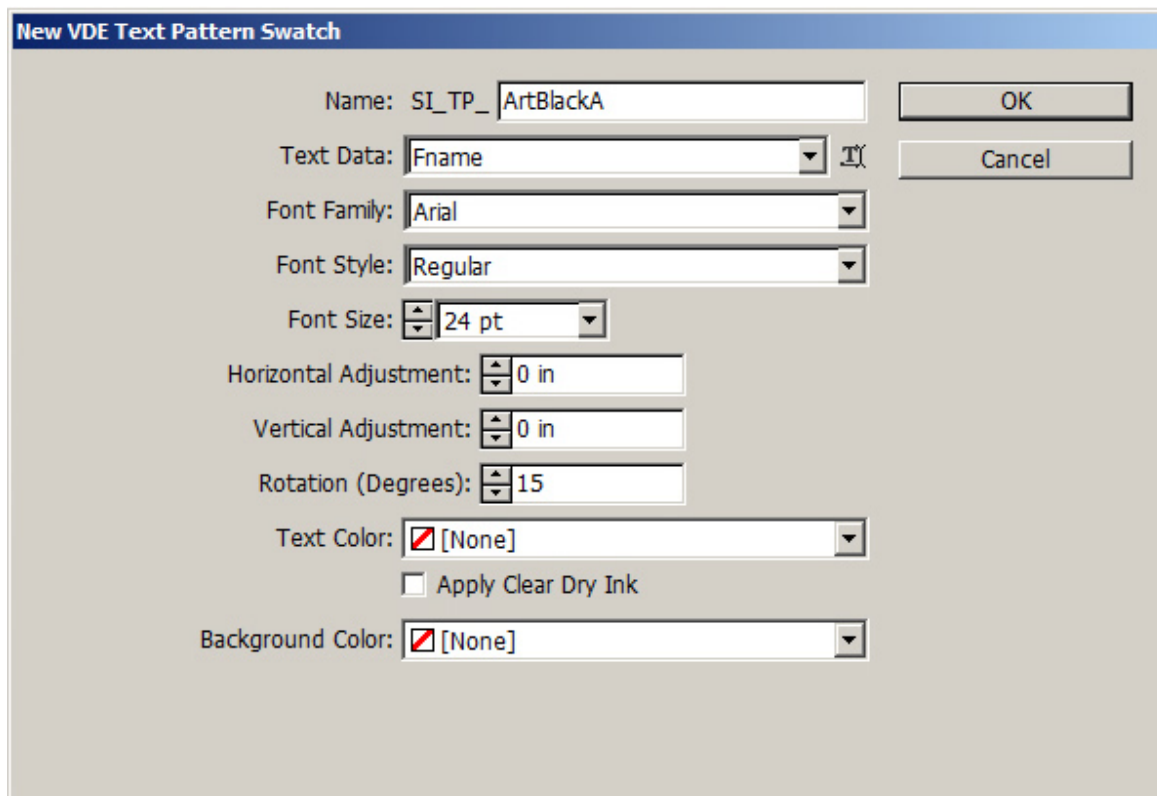 New VDE Text Pattern Swatch
Name: SI_TP_ ArtBlackA OK
Text Data: Fname Cancel
Font Family: Arial
Font Style: Regular
Font Size: 24 pt
Horizontal Adjustment: 0 in
Vertical Adjustment: 0 in
Rotation (Degrees): 15
Text Color: [None]
Apply Clear Dry Ink
Background Color: [None]